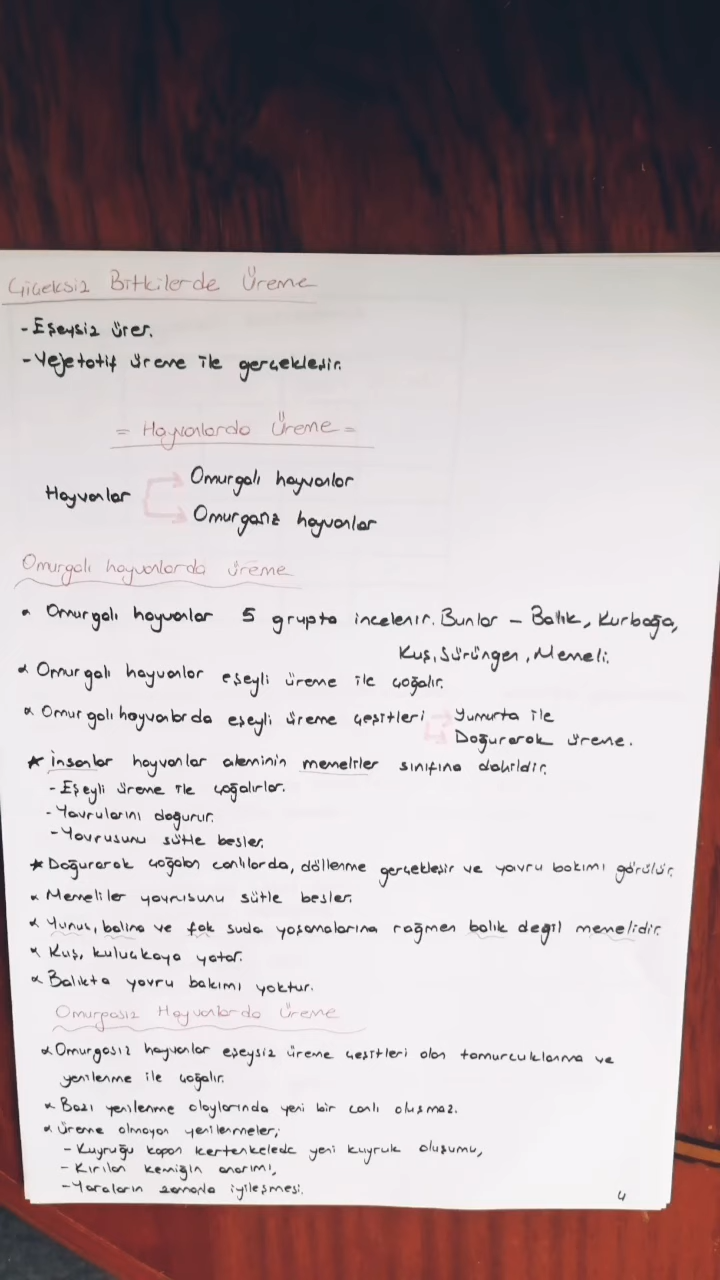 Çiçeksiz Bitkilerde Üreme
- Eşeysiz ürer.
- Vejetatif üreme ile gerçekleşir.
= Hayvanlarda Üreme =
Hayvanlar
Omurgalı hayvanlar
Omurgasız hayvanlar
Omurgalı hayvanlarda üreme
Omurgalı hayvanlar 5 grupta incelenir. Bunlar - Balık, Kurbağa,
Kuş, Sürüngen, Memeli.
Omurgalı hayvanlar eşeyli üreme ile çoğalır.
Omurgalı hayvanlarda eşeyli üreme çeşitleri Yumurta ile
Doğurarak üreme.
★ İnsanlar hayvanlar aleminin memeliler sınıfına dahildir.
- Eşeyli üreme ile çoğalırlar.
- Yavrularını doğurur.
- Yavrusunu sütle besler.
★ Doğurarak çoğalan canlılarda, döllenme gerçekleşir ve yavru bakımı görülür.
Memeliler yavrusunu sütle besler.
Yunus, balina ve fok suda yaşamalarına rağmen balık değil memelidir.
Kuş, kuluçkaya yatar.
Balıkta yavru bakımı yoktur.
Omurgasız Hayvanlarda Üreme
Omurgasız hayvanlar eşeysiz üreme çeşitleri olan tomurcuklanma ve
yenilenme ile çoğalır.
Bazı yenilenme olaylarında yeni bir canlı oluşmaz.
Üreme olmayan yenilenmeler;
- Kuyruğu kopan kertenkelede yeni kuyruk oluşumu,
- Kırılan kemiğin onarımı,
- Yaraların zamanla iyileşmesi.
4